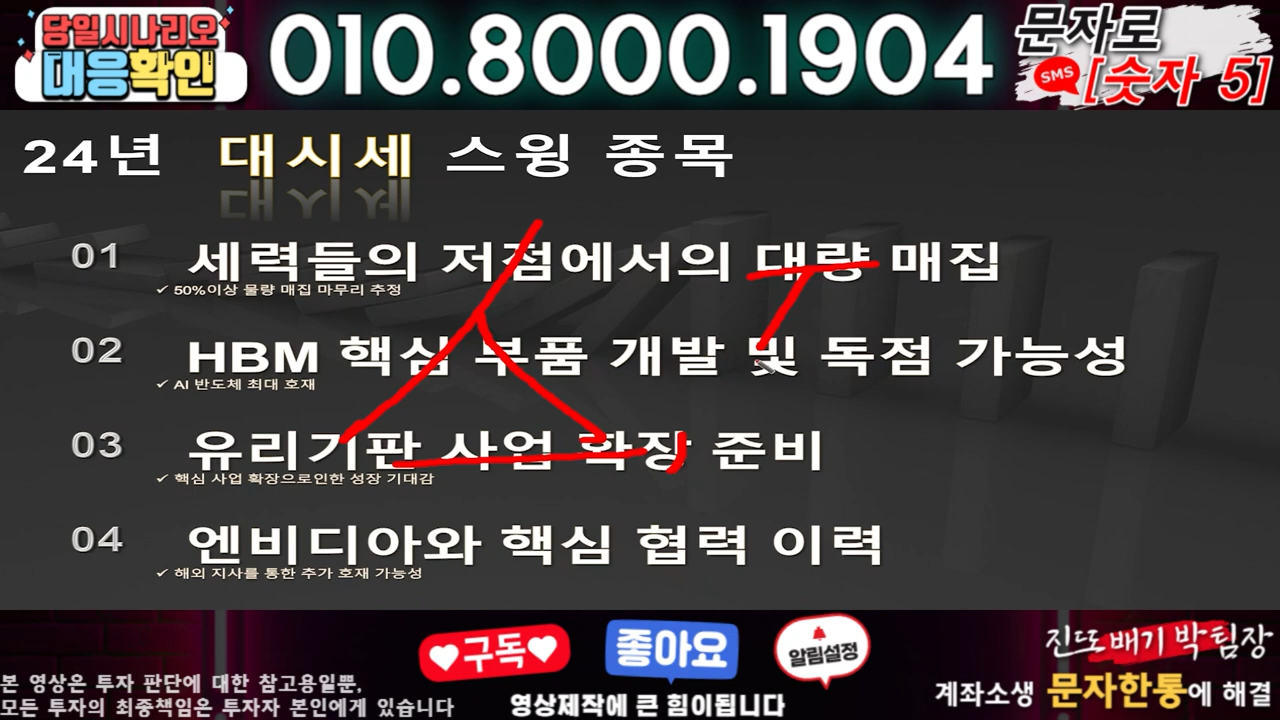 당일시나리오
대응확인
010.8000.1904
문자로
SMS [숫자 5]
24년 대시세 스윙 종목
01 세력들의 저점에서의 대량 매집
✓ 50%이상 물량 매집 마무리 추정
02 HBM 핵심 부품 개발 및 독점 가능성
✓ AI 반도체 최대 호재
03 유리기판 사업 확장 준비
✓ 핵심 사업 확장으로인한 성장 기대감
04 엔비디아와 핵심 협력 이력
✓ 해외 지사를 통한 추가 호재 가능성
구독
좋아요
알림설정
영상제작에 큰 힘이됩니다
본 영상은 투자 판단에 대한 참고용일뿐,
모든 투자의 최종책임은 투자자 본인에게 있습니다
진또배기 박팀장
계좌소생 문자한통에 해결